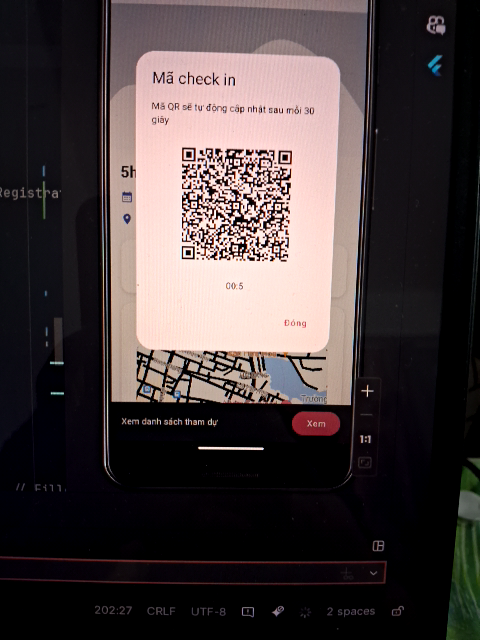 Mã check in
Mã QR sẽ tự động cập nhật sau mỗi 30
giây
5h
Registra
00:5
Đóng
Xem danh sách tham dự
Xem
1:1
202:27 CRLF UTF-8 2 spaces